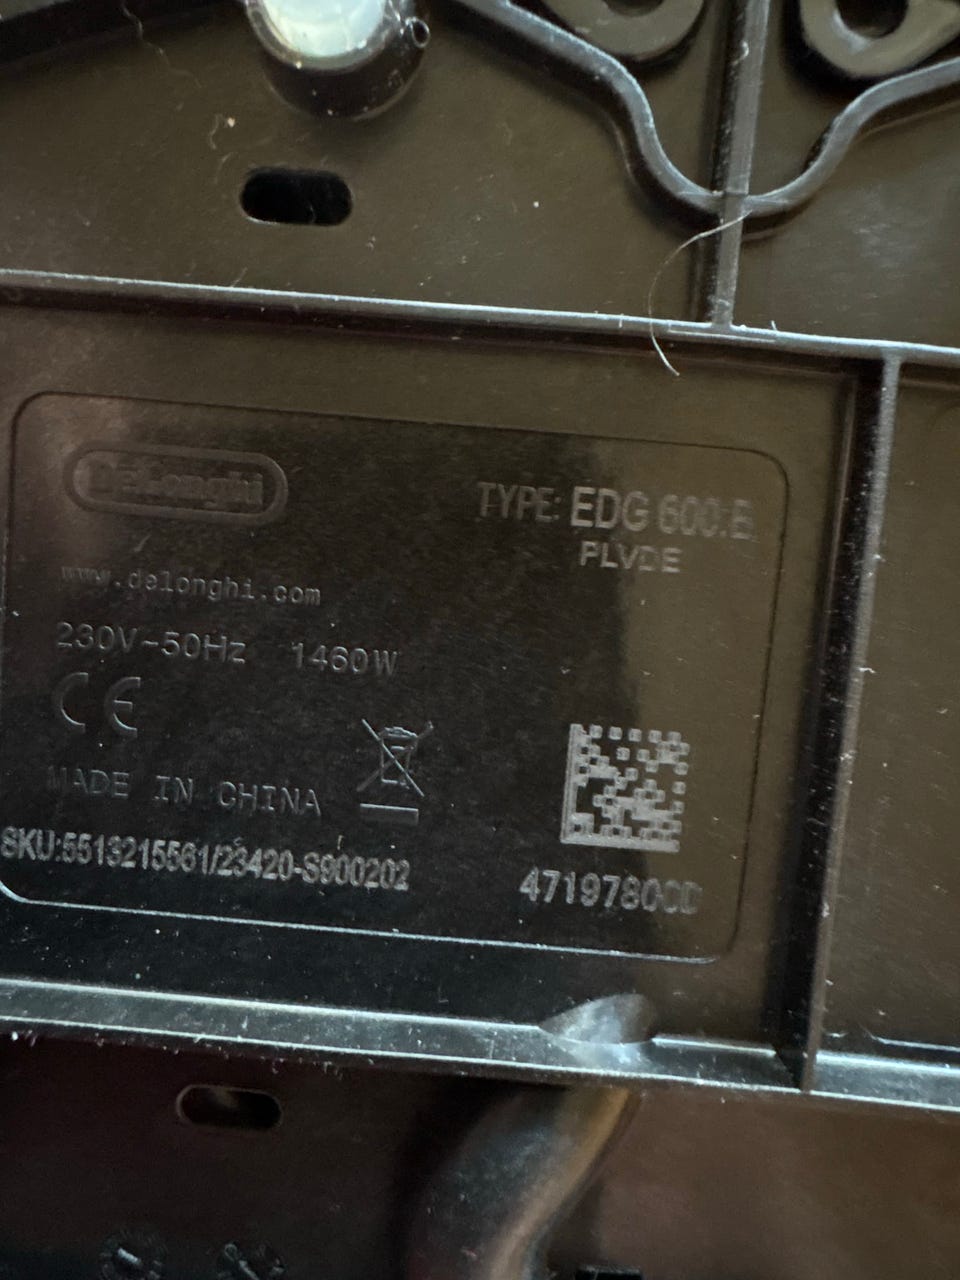 DeLonghi
TYPE: EDG 600.B
PLVDE
www.delonghi.com
230V~50Hz 1460W
CE
MADE IN CHINA
SKU:5513215561/23420-S900202